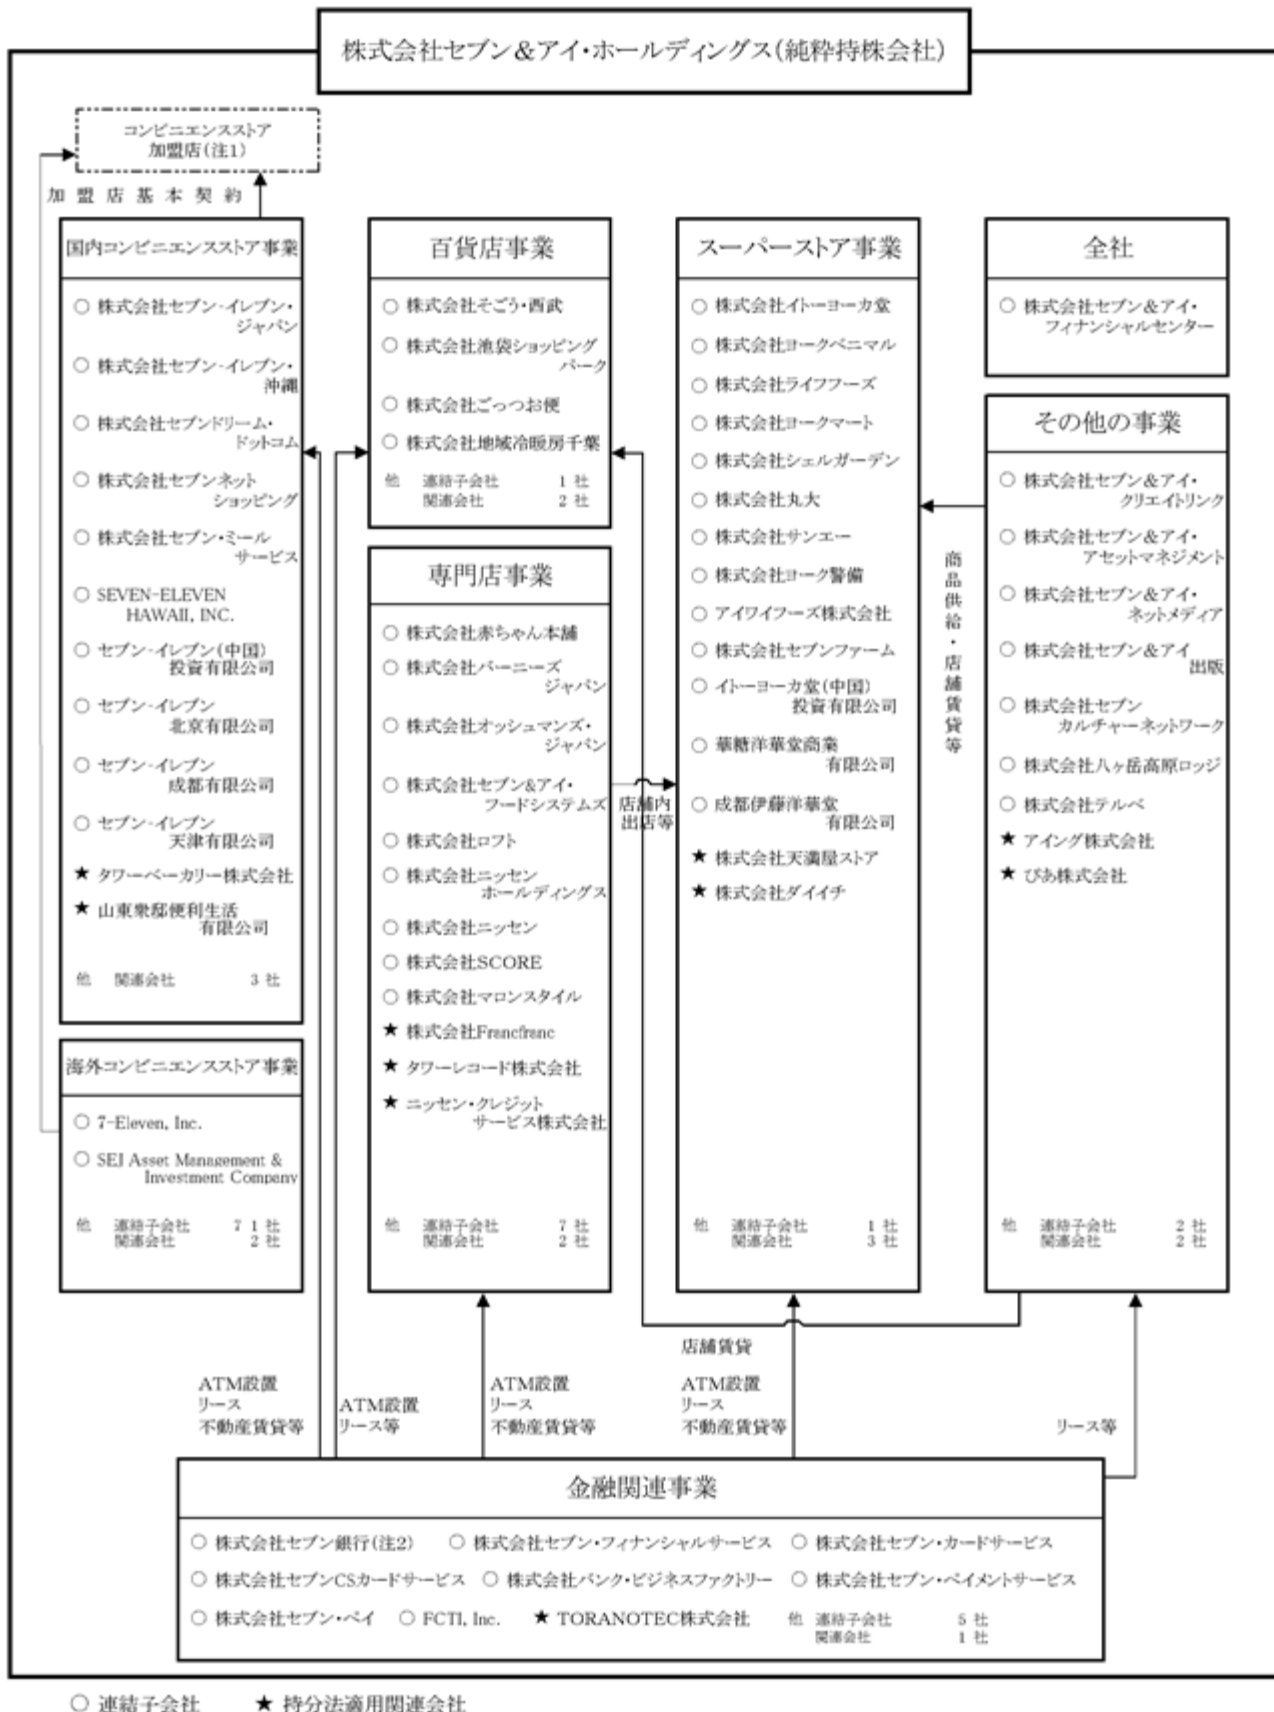 株式会社セブン&アイ・ホールディングス(純粋持株会社)
コンビニエンスストア
加盟店(注1)
加盟店基本契約
国内コンビニエンスストア事業
○ 株式会社セブン-イレブン・
ジャパン
○ 株式会社セブン-イレブン・
沖縄
○ 株式会社セブンドリーム・
ドットコム
○ 株式会社セブンネット
ショッピング
○ 株式会社セブン・ミール
サービス
○ SEVEN-ELEVEN
HAWAII, INC.
○ セブン-イレブン(中国)
投資有限公司
○ セブン-イレブン
北京有限公司
○ セブン-イレブン
成都有限公司
○ セブン-イレブン
天津有限公司
★ タワーベーカリー株式会社
★ 山東衆邸便利生活
有限公司
他 関連会社 3 社
海外コンビニエンスストア事業
○ 7-Eleven, Inc.
○ SEJ Asset Management &
Investment Company
他 連結子会社 7 1 社
関連会社 2 社
百貨店事業
○ 株式会社そごう・西武
○ 株式会社池袋ショッピング
パーク
○ 株式会社ごっつお便
○ 株式会社地域冷暖房千葉
他 連結子会社 1 社
関連会社 2 社
専門店事業
○ 株式会社赤ちゃん本舗
○ 株式会社バーニーズ
ジャパン
○ 株式会社オッシュマンズ・
ジャパン
○ 株式会社セブン&アイ・
フードシステムズ
○ 株式会社ロフト
○ 株式会社ニッセン
ホールディングス
○ 株式会社ニッセン
○ 株式会社SCORE
○ 株式会社マロンスタイル
★ 株式会社Francfranc
★ タワーレコード株式会社
★ ニッセン・クレジット
サービス株式会社
他 連結子会社 7 社
関連会社 2 社
店舗内
出店等
スーパーストア事業
○ 株式会社イトーヨーカ堂
○ 株式会社ヨークベニマル
○ 株式会社ライフフーズ
○ 株式会社ヨークマート
○ 株式会社シェルガーデン
○ 株式会社丸大
○ 株式会社サンエー
○ 株式会社ヨーク警備
○ アイワイフーズ株式会社
○ 株式会社セブンファーム
○ イトーヨーカ堂(中国)
投資有限公司
○ 華糖洋華堂商業
有限公司
○ 成都伊藤洋華堂
有限公司
★ 株式会社天満屋ストア
★ 株式会社ダイイチ
他 連結子会社 1 社
関連会社 3 社
商品供給・店舗賃貸等
全社
○ 株式会社セブン&アイ・
フィナンシャルセンター
その他の事業
○ 株式会社セブン&アイ・
クリエイトリンク
○ 株式会社セブン&アイ・
アセットマネジメント
○ 株式会社セブン&アイ・
ネットメディア
○ 株式会社セブン&アイ
出版
○ 株式会社セブン
カルチャーネットワーク
○ 株式会社八ヶ岳高原ロッジ
○ 株式会社テルベ
★ アイング株式会社
★ ぴあ株式会社
他 連結子会社 2 社
関連会社 2 社
店舗賃貸
ATM設置
リース
不動産賃貸等
ATM設置
リース等
ATM設置
リース
不動産賃貸等
ATM設置
リース
不動産賃貸等
リース等
金融関連事業
○ 株式会社セブン銀行(注2) ○ 株式会社セブン・フィナンシャルサービス ○ 株式会社セブン・カードサービス
○ 株式会社セブンCSカードサービス ○ 株式会社バンク・ビジネスファクトリー ○ 株式会社セブン・ペイメントサービス
○ 株式会社セブン・ペイ ○ FCTI, Inc. ★ TORANOTEC株式会社 他 連結子会社 5 社
関連会社 1 社
○ 連結子会社 ★ 持分法適用関連会社